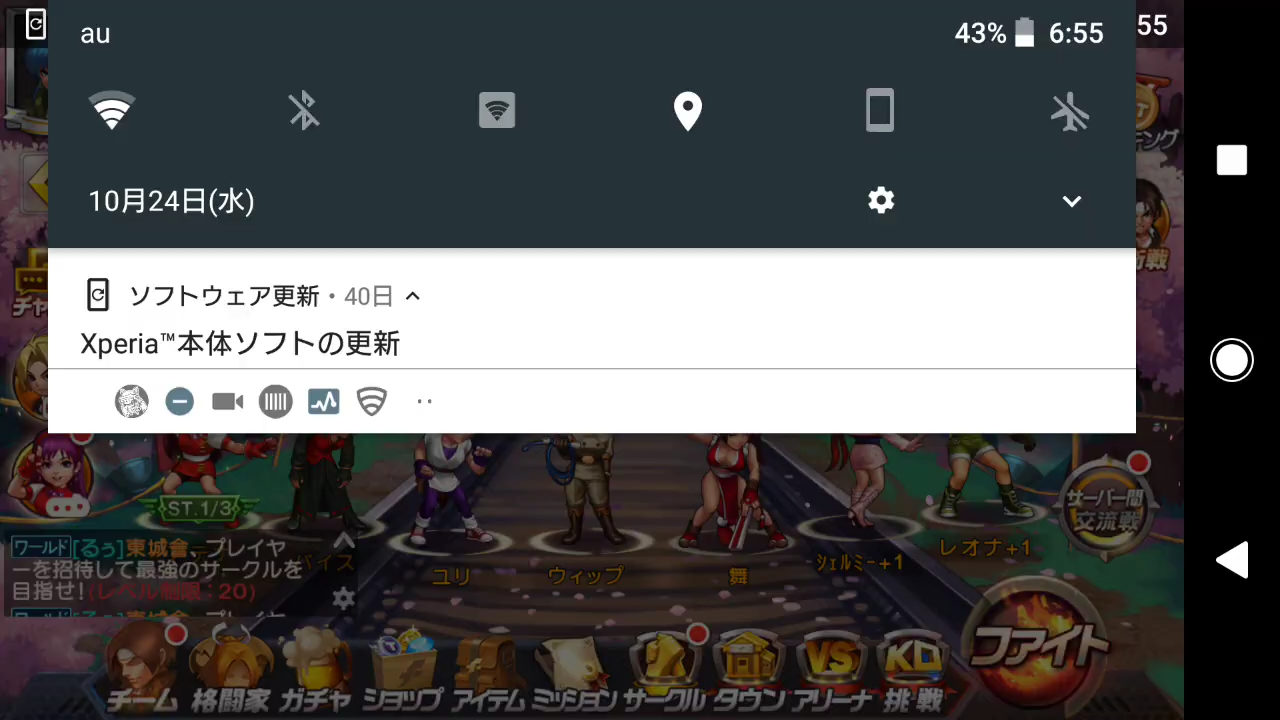 au 43% 6:55
55
10月24日(水)
ソフトウェア更新・40日
Xperia™本体ソフトの更新
ST.1/3
サーバー間
交流戦
バイス
ユリ
ウィップ
舞
シェルミー+1
レオナ+1
ワールド[るぅ]東城會、プレイヤ
ーを招待して最強のサークルを
目指せ!(レベル制限:20)
ファイト
チーム 格闘家 ガチャ ショップ アイテム ミッション サークル タウン アリーナ 挑戦
VS
KO